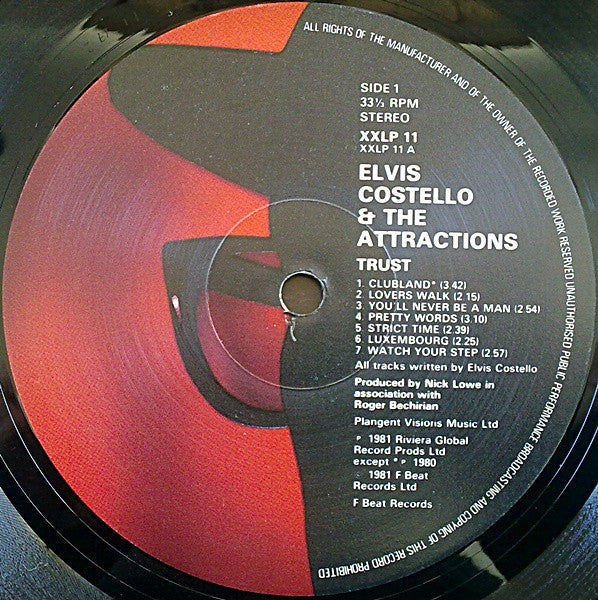 ALL RIGHTS OF THE MANUFACTURER AND OF THE OWNER OF THE RECORDED WORK RESERVED UNAUTHORISED PUBLIC PERFORMANCE BROADCASTING AND COPYING OF THIS RECORD PROHIBITED
SIDE 1
33⅓ RPM
STEREO
XXLP 11
XXLP 11 A
ELVIS
COSTELLO
& THE
ATTRACTIONS
TRUST
1. CLUBLAND* (3.42)
2. LOVERS WALK (2.15)
3. YOU'LL NEVER BE A MAN (2.54)
4. PRETTY WORDS (3.10)
5. STRICT TIME (2.39)
6. LUXEMBOURG (2.25)
7. WATCH YOUR STEP (2.57)
All tracks written by Elvis Costello
Produced by Nick Lowe in
association with
Roger Bechirian
Plangent Visions Music Ltd
℗ 1981 Riviera Global
Record Prods Ltd
except * ℗ 1980
1981 F Beat
Records Ltd
F Beat Records